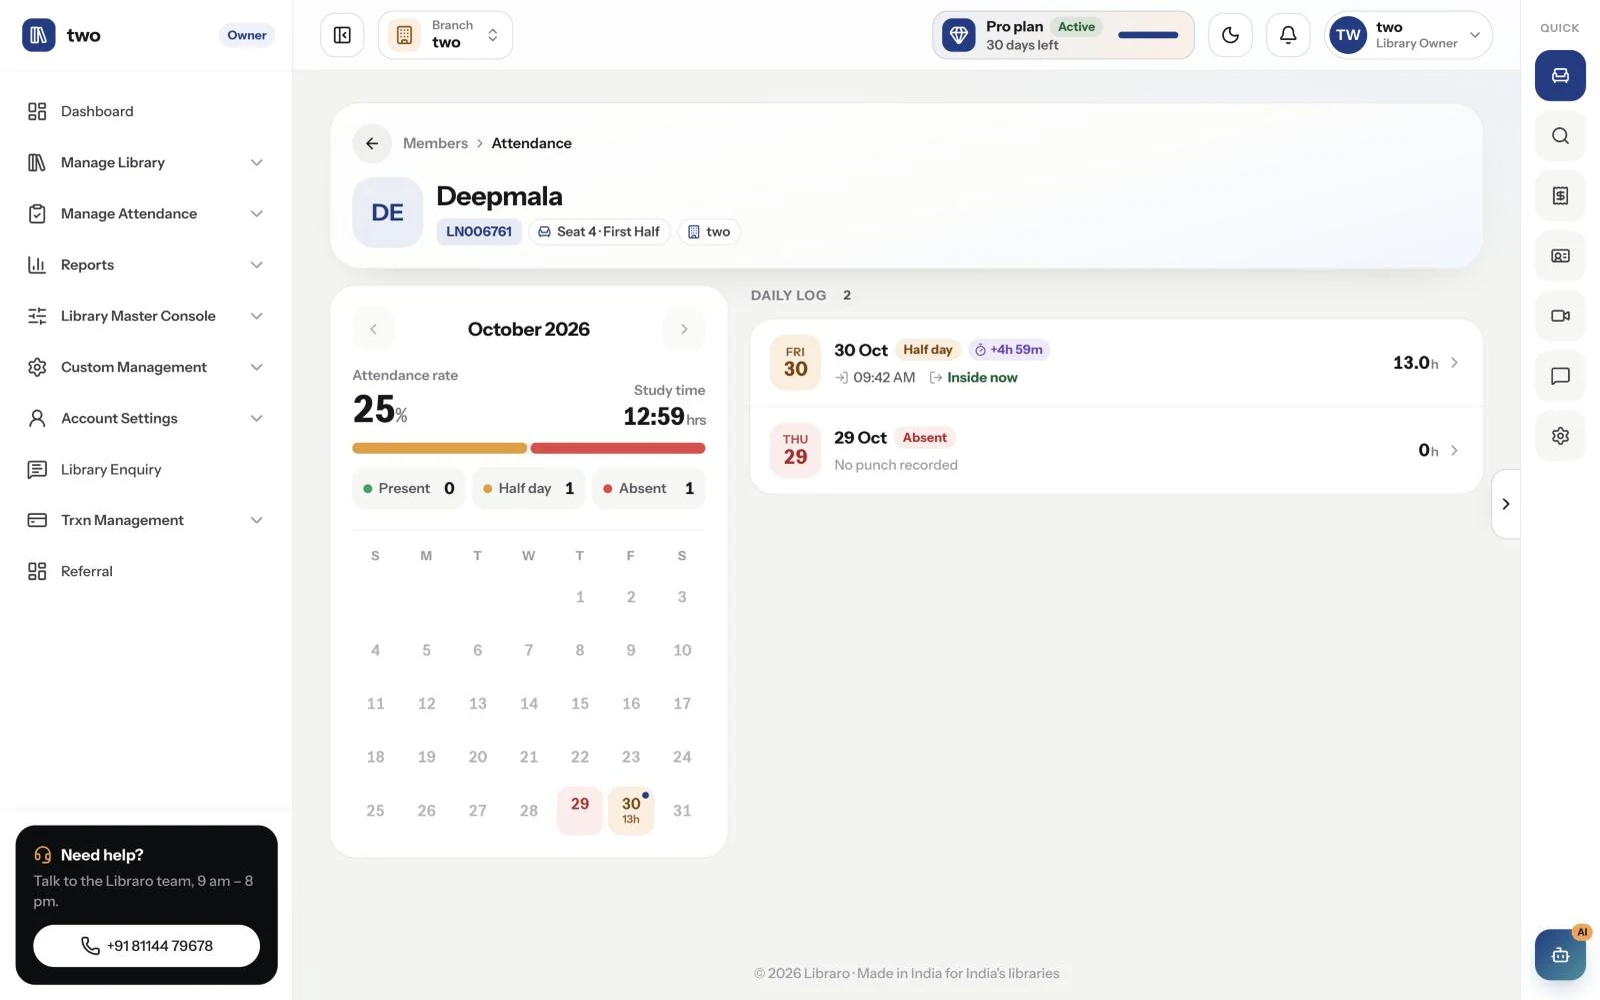 two
Owner
Dashboard
Manage Library
Manage Attendance
Reports
Library Master Console
Custom Management
Account Settings
Library Enquiry
Trxn Management
Referral
Need help?
Talk to the Libraro team, 9 am – 8
pm.
+91 81144 79678
Branch
two
Pro plan Active
30 days left
TW
two
Library Owner
Members > Attendance
DE
Deepmala
LN006761
Seat 4 · First Half
two
October 2026
Attendance rate
25%
Study time
12:59 hrs
Present 0
Half day 1
Absent 1
S M T W T F S
1 2 3
4 5 6 7 8 9 10
11 12 13 14 15 16 17
18 19 20 21 22 23 24
25 26 27 28 29 30 31
13h
DAILY LOG 2
FRI
30
30 Oct Half day +4h 59m
09:42 AM Inside now
13.0h
THU
29
29 Oct Absent
No punch recorded
0h
© 2026 Libraro · Made in India for India's libraries
QUICK
AI